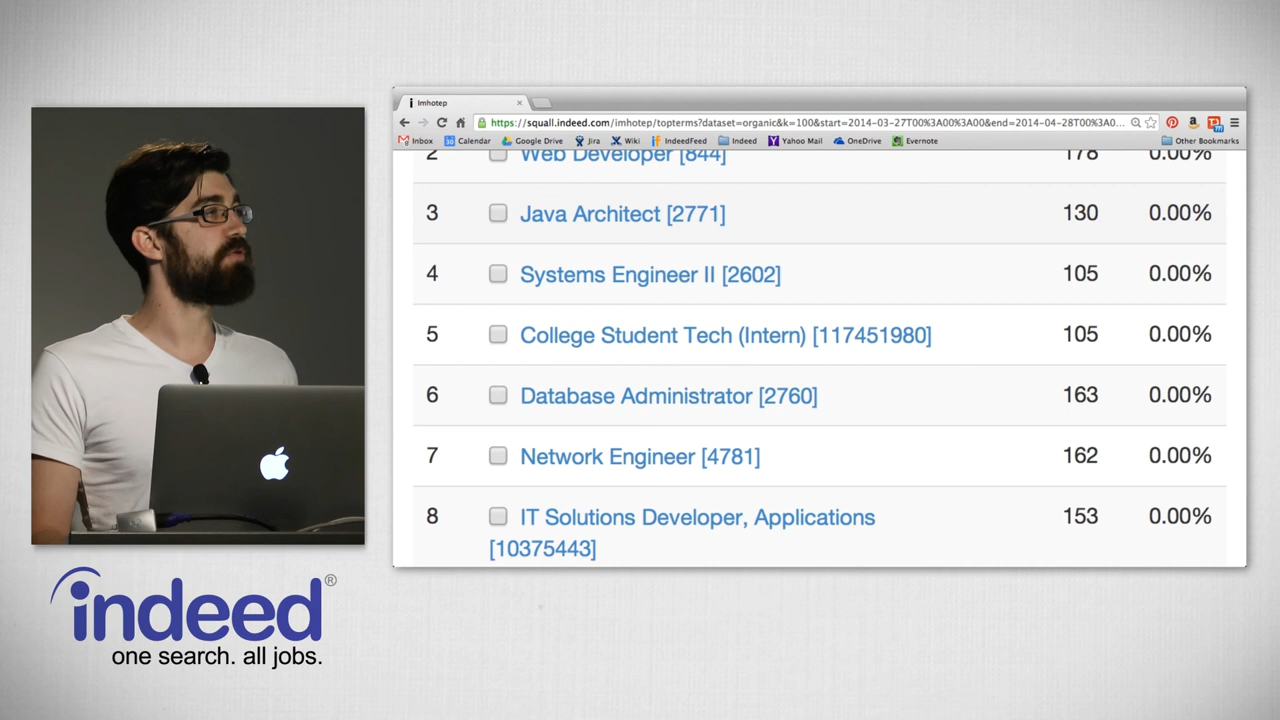 Imhotep
https://squall.indeed.com/imhotep/topterms?dataset=organic&k=100&start=2014-03-27T00%3A00%3A00&end=2014-04-28T00%3A0...
Inbox Calendar Google Drive Jira Wiki IndeedFeed Indeed Yahoo Mail OneDrive Evernote Other Bookmarks
2 Web Developer [844] 178 0.00%
3 Java Architect [2771] 130 0.00%
4 Systems Engineer II [2602] 105 0.00%
5 College Student Tech (Intern) [117451980] 105 0.00%
6 Database Administrator [2760] 163 0.00%
7 Network Engineer [4781] 162 0.00%
8 IT Solutions Developer, Applications 153 0.00%
[10375443]
indeed®
one search. all jobs.